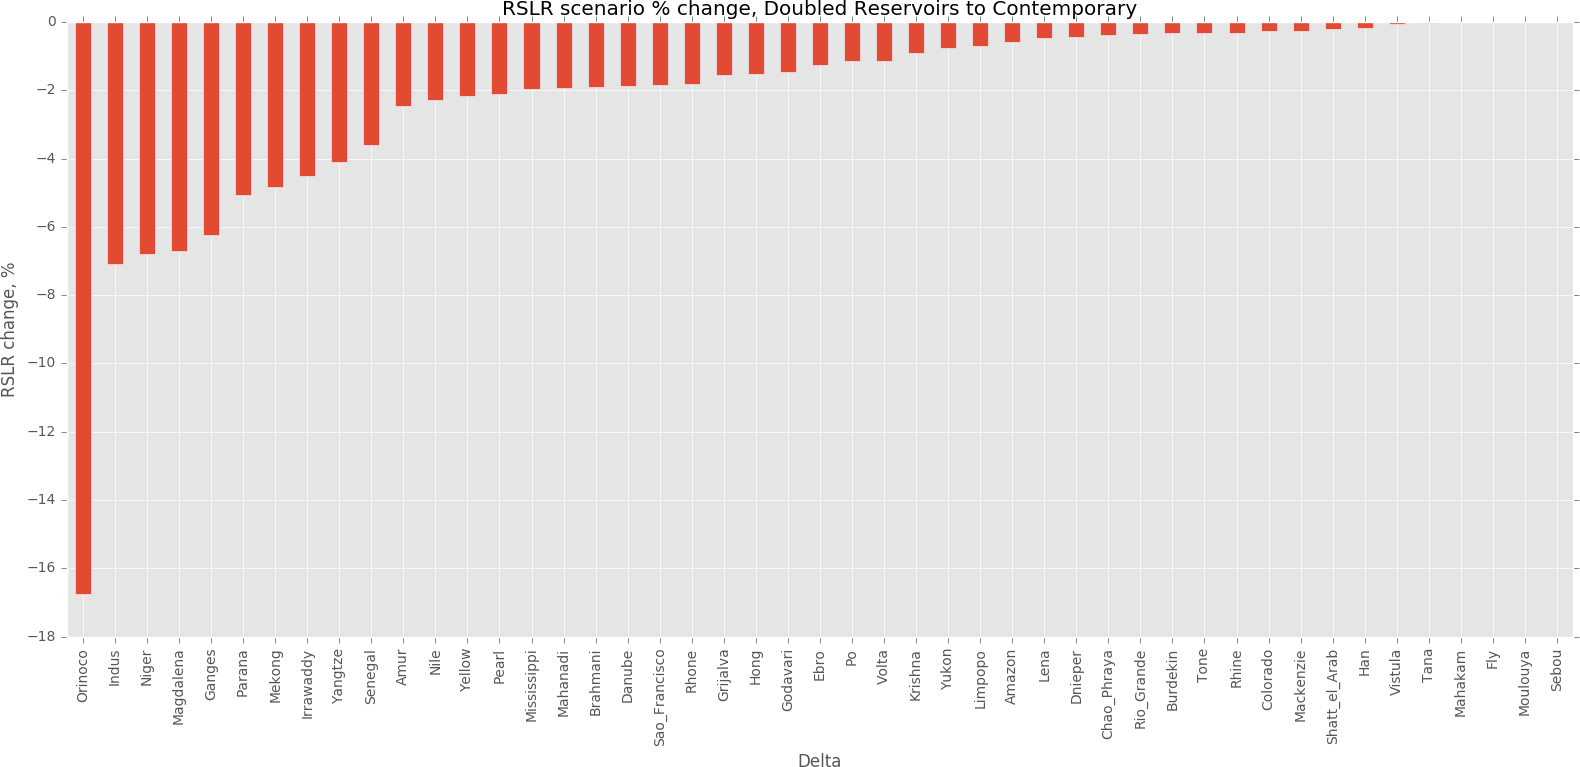 RSLR scenario % change, Doubled Reservoirs to Contemporary
0
−2
−4
−6
−8
−10
−12
−14
−16
−18
RSLR change, %
Orinoco
Indus
Niger
Magdalena
Ganges
Parana
Mekong
Irrawaddy
Yangtze
Senegal
Amur
Nile
Yellow
Pearl
Mississippi
Mahanadi
Brahmani
Danube
Sao_Francisco
Rhone
Grijalva
Hong
Godavari
Ebro
Po
Volta
Krishna
Yukon
Limpopo
Amazon
Lena
Dnieper
Chao_Phraya
Rio_Grande
Burdekin
Tone
Rhine
Colorado
Mackenzie
Shatt_el_Arab
Han
Vistula
Tana
Mahakam
Fly
Moulouya
Sebou
Delta